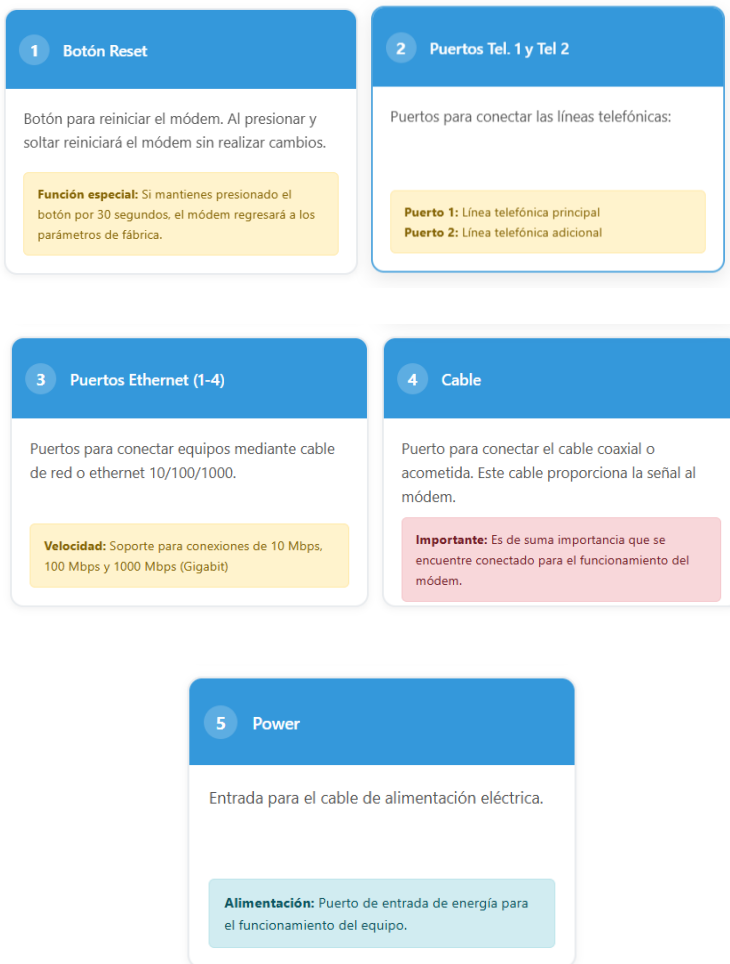 1 Botón Reset
Botón para reiniciar el módem. Al presionar y
soltar reiniciará el módem sin realizar cambios.
Función especial: Si mantienes presionado el
botón por 30 segundos, el módem regresará a los
parámetros de fábrica.
2 Puertos Tel. 1 y Tel 2
Puertos para conectar las líneas telefónicas:
Puerto 1: Línea telefónica principal
Puerto 2: Línea telefónica adicional
3 Puertos Ethernet (1-4)
Puertos para conectar equipos mediante cable
de red o ethernet 10/100/1000.
Velocidad: Soporte para conexiones de 10 Mbps,
100 Mbps y 1000 Mbps (Gigabit)
4 Cable
Puerto para conectar el cable coaxial o
acometida. Este cable proporciona la señal al
módem.
Importante: Es de suma importancia que se
encuentre conectado para el funcionamiento del
módem.
5 Power
Entrada para el cable de alimentación eléctrica.
Alimentación: Puerto de entrada de energía para
el funcionamiento del equipo.